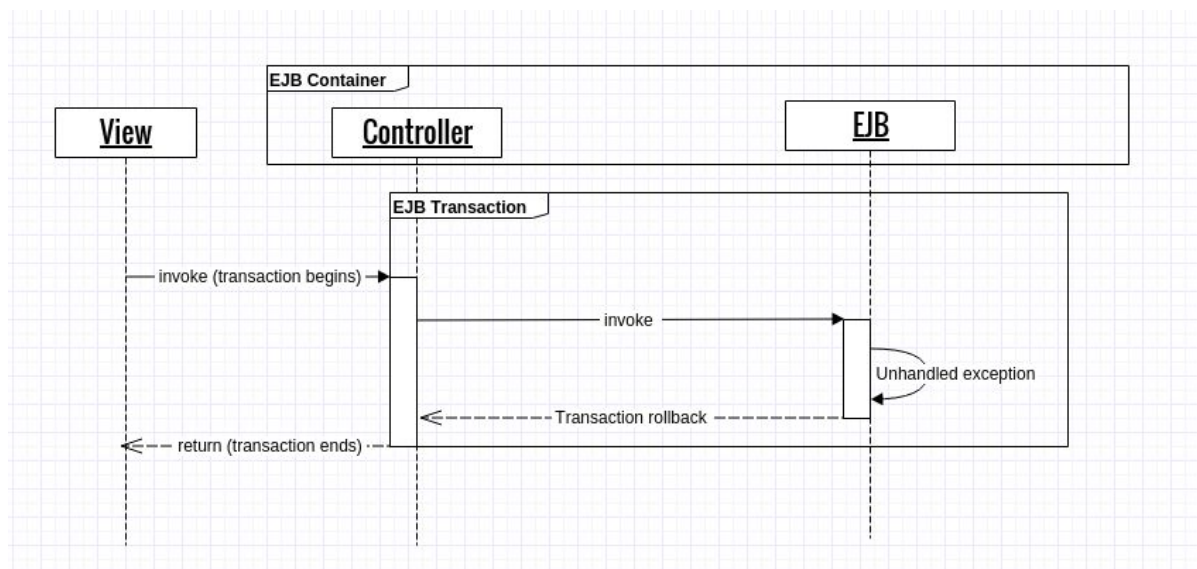 EJB Container
View
Controller
EJB
EJB Transaction
invoke (transaction begins)
invoke
Unhandled exception
Transaction rollback
return (transaction ends)